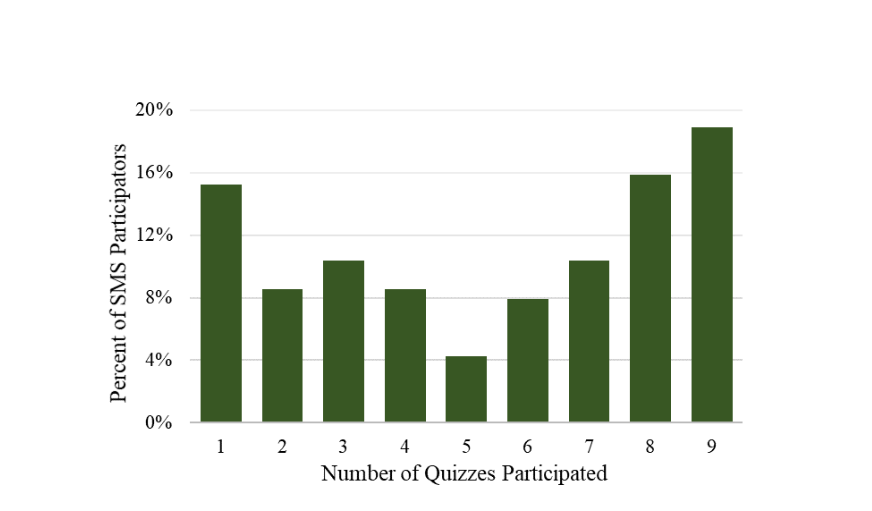 20%
16%
12%
8%
4%
0%
Percent of SMS Participators
1 2 3 4 5 6 7 8 9
Number of Quizzes Participated